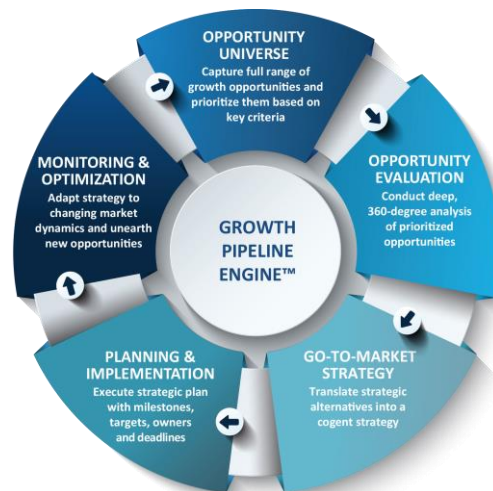 OPPORTUNITY
UNIVERSE
Capture full range of
growth opportunities and
prioritize them based on
key criteria
OPPORTUNITY
EVALUATION
Conduct deep,
360-degree analysis
of prioritized
opportunities
GO-TO-MARKET
STRATEGY
Translate strategic
alternatives into a
cogent strategy
PLANNING &
IMPLEMENTATION
Execute strategic plan
with milestones,
targets, owners
and deadlines
MONITORING &
OPTIMIZATION
Adapt strategy to
changing market
dynamics and unearth
new opportunities
GROWTH
PIPELINE
ENGINE™